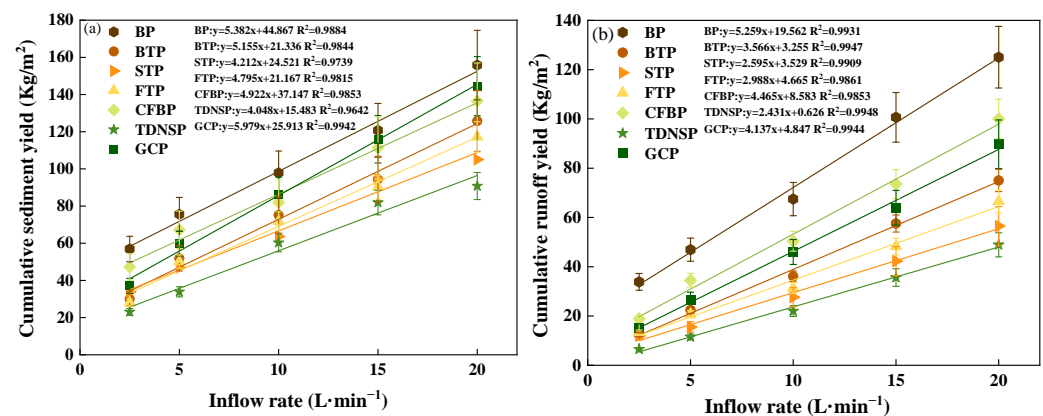 (a)
BP
BTP
STP
FTP
CFBP
TDNSP
GCP
BP:y=5.382x+44.867 R²=0.9884
BTP:y=5.155x+21.336 R²=0.9844
STP:y=4.212x+24.521 R²=0.9739
FTP:y=4.795x+21.167 R²=0.9815
CFBP:y=4.922x+37.147 R²=0.9853
TDNSP:y=4.048x+15.483 R²=0.9642
GCP:y=5.979x+25.913 R²=0.9942
Cumulative sediment yield (Kg/m²)
180
160
140
120
100
80
60
40
20
0
0 5 10 15 20
Inflow rate (L·min⁻¹)
(b)
BP
BTP
STP
FTP
CFBP
TDNSP
GCP
BP:y=5.259x+19.562 R²=0.9931
BTP:y=3.566x+3.255 R²=0.9947
STP:y=2.595x+3.529 R²=0.9909
FTP:y=2.988x+4.665 R²=0.9861
CFBP:y=4.465x+8.583 R²=0.9853
TDNSP:y=2.431x+0.626 R²=0.9948
GCP:y=4.137x+4.847 R²=0.9944
Cumulative runoff yield (Kg/m²)
140
120
100
80
60
40
20
0
0 5 10 15 20
Inflow rate (L·min⁻¹)